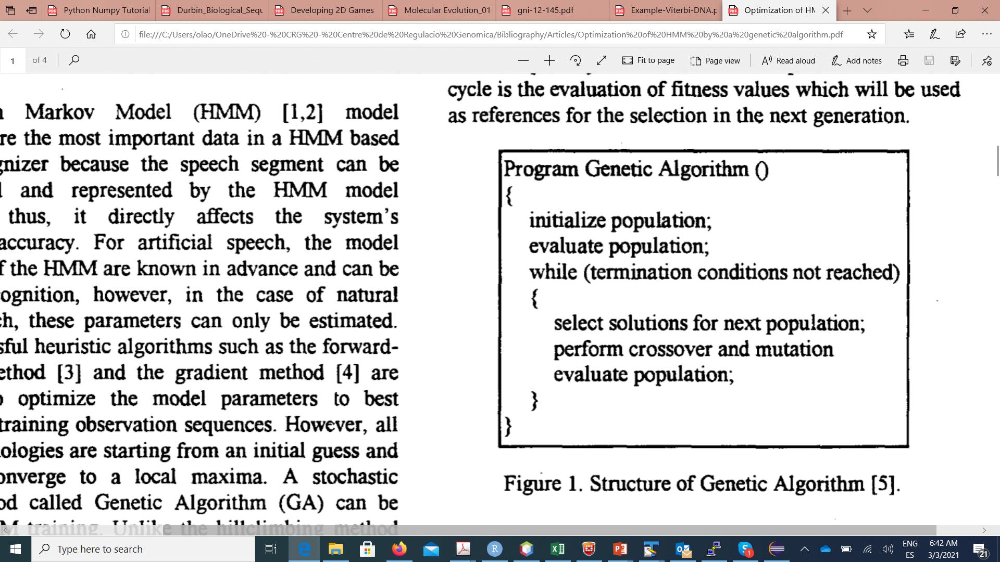 Python Numpy Tutorial
Durbin_Biological_Sequ
Developing 2D Games
Molecular Evolution_01
gni-12-145.pdf
Example-Viterbi-DNA.p
Optimization of HM
file:///C:/Users/olao/OneDrive%20-%20CRG%20-%20Centre%20de%20Regulacio%20Genomica/Bibliography/Articles/Optimization%20of%20HMM%20by%20a%20genetic%20algorithm.pdf
1 of 4
Fit to page
Page view
Read aloud
Add notes
Markov Model (HMM) [1,2] model
re the most important data in a HMM based
gnizer because the speech segment can be
and represented by the HMM model
thus, it directly affects the system's
accuracy. For artificial speech, the model
f the HMM are known in advance and can be
ognition, however, in the case of natural
ch, these parameters can only be estimated.
sful heuristic algorithms such as the forward-
ethod [3] and the gradient method [4] are
optimize the model parameters to best
training observation sequences. However, all
ologies are starting from an initial guess and
onverge to a local maxima. A stochastic
od called Genetic Algorithm (GA) can be
M training. Unlike the hillclimbing method
cycle is the evaluation of fitness values which will be used
as references for the selection in the next generation.
Program Genetic Algorithm ()
{
initialize population;
evaluate population;
while (termination conditions not reached)
{
select solutions for next population;
perform crossover and mutation
evaluate population;
}
}
Figure 1. Structure of Genetic Algorithm [5].
Type here to search
ENG
ES
6:42 AM
3/3/2021
1
21